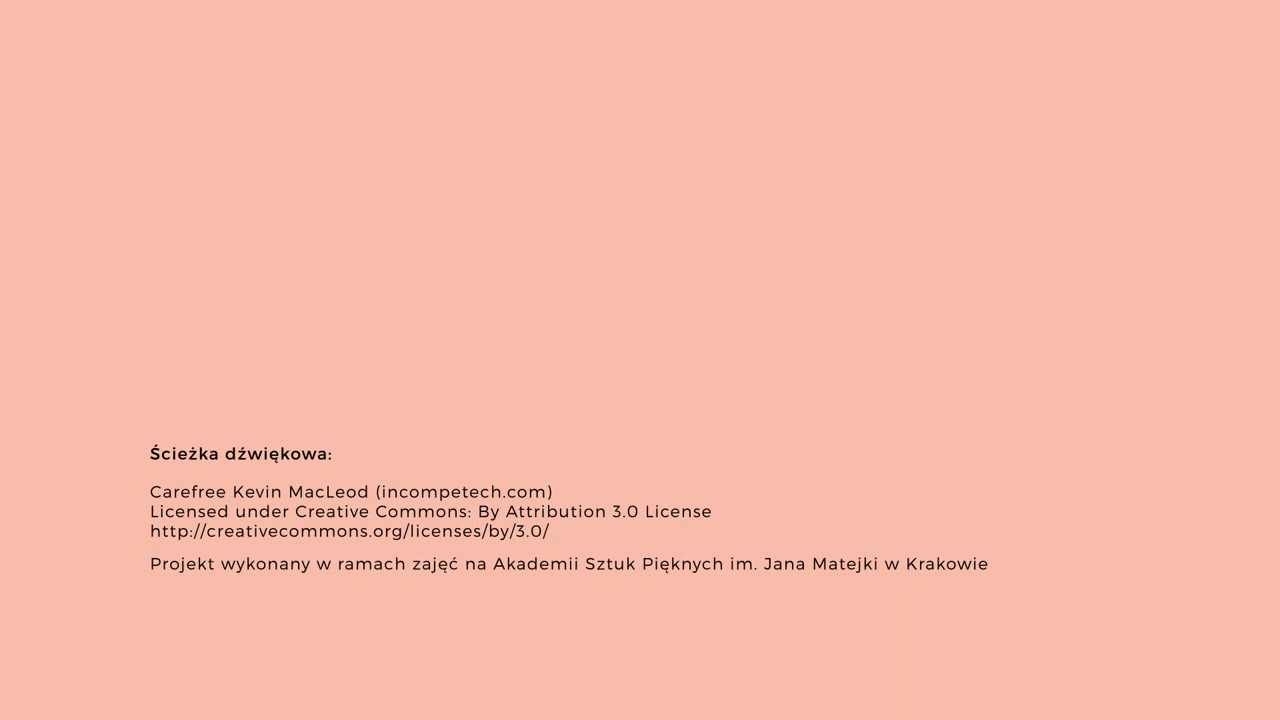 Ścieżka dźwiękowa:
Carefree Kevin MacLeod (incompetech.com)
Licensed under Creative Commons: By Attribution 3.0 License
http://creativecommons.org/licenses/by/3.0/
Projekt wykonany w ramach zajęć na Akademii Sztuk Pięknych im. Jana Matejki w Krakowie